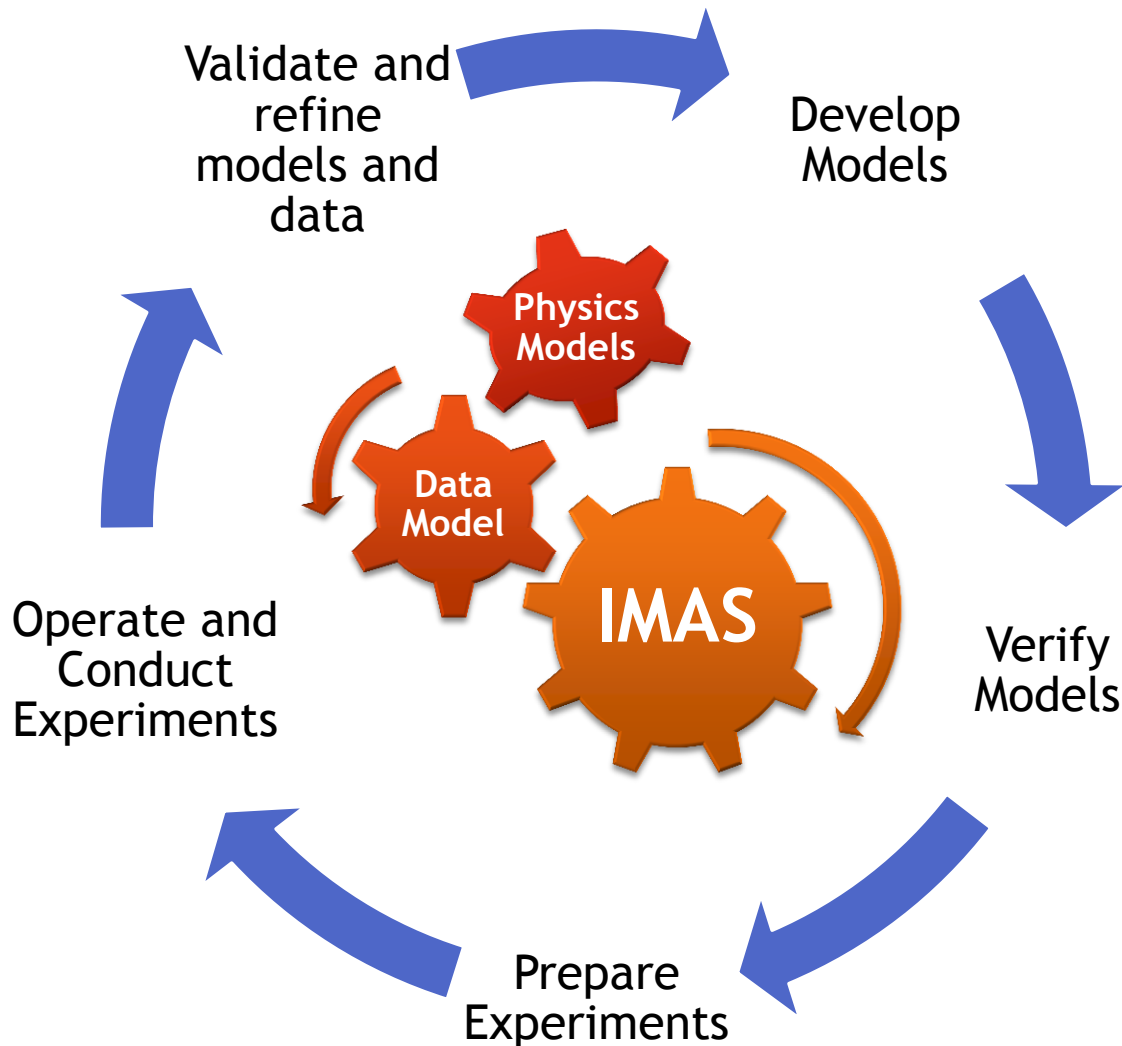 Validate and
refine
models and
data
Develop
Models
Physics
Models
Data
Model
IMAS
Operate and
Conduct
Experiments
Verify
Models
Prepare
Experiments